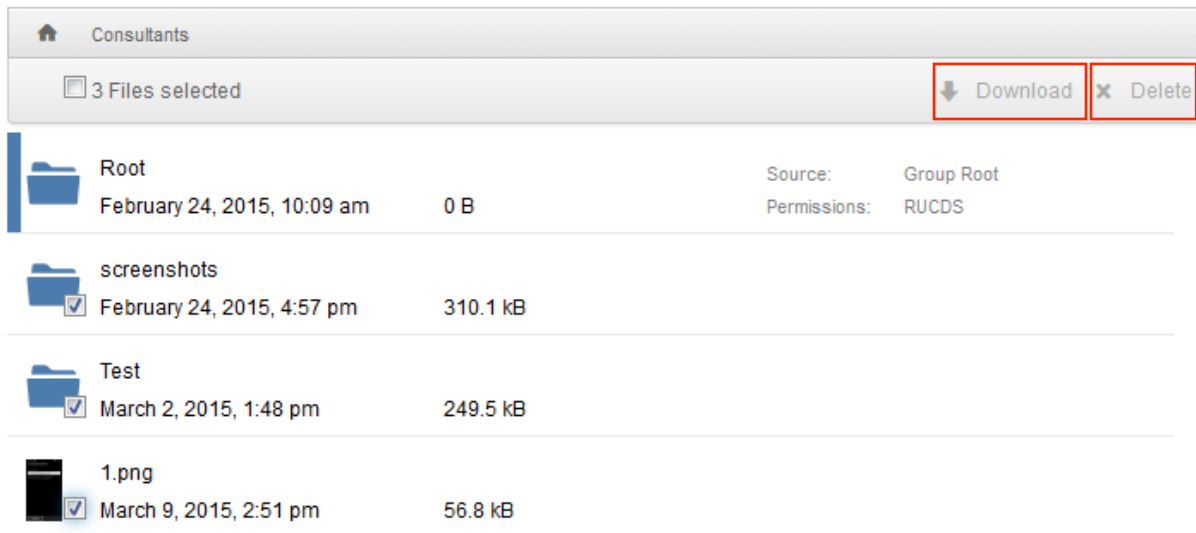 Consultants
3 Files selected Download Delete
Root Source: Group Root
February 24, 2015, 10:09 am 0 B Permissions: RUCDS
screenshots
February 24, 2015, 4:57 pm 310.1 kB
Test
March 2, 2015, 1:48 pm 249.5 kB
1.png
March 9, 2015, 2:51 pm 56.8 kB